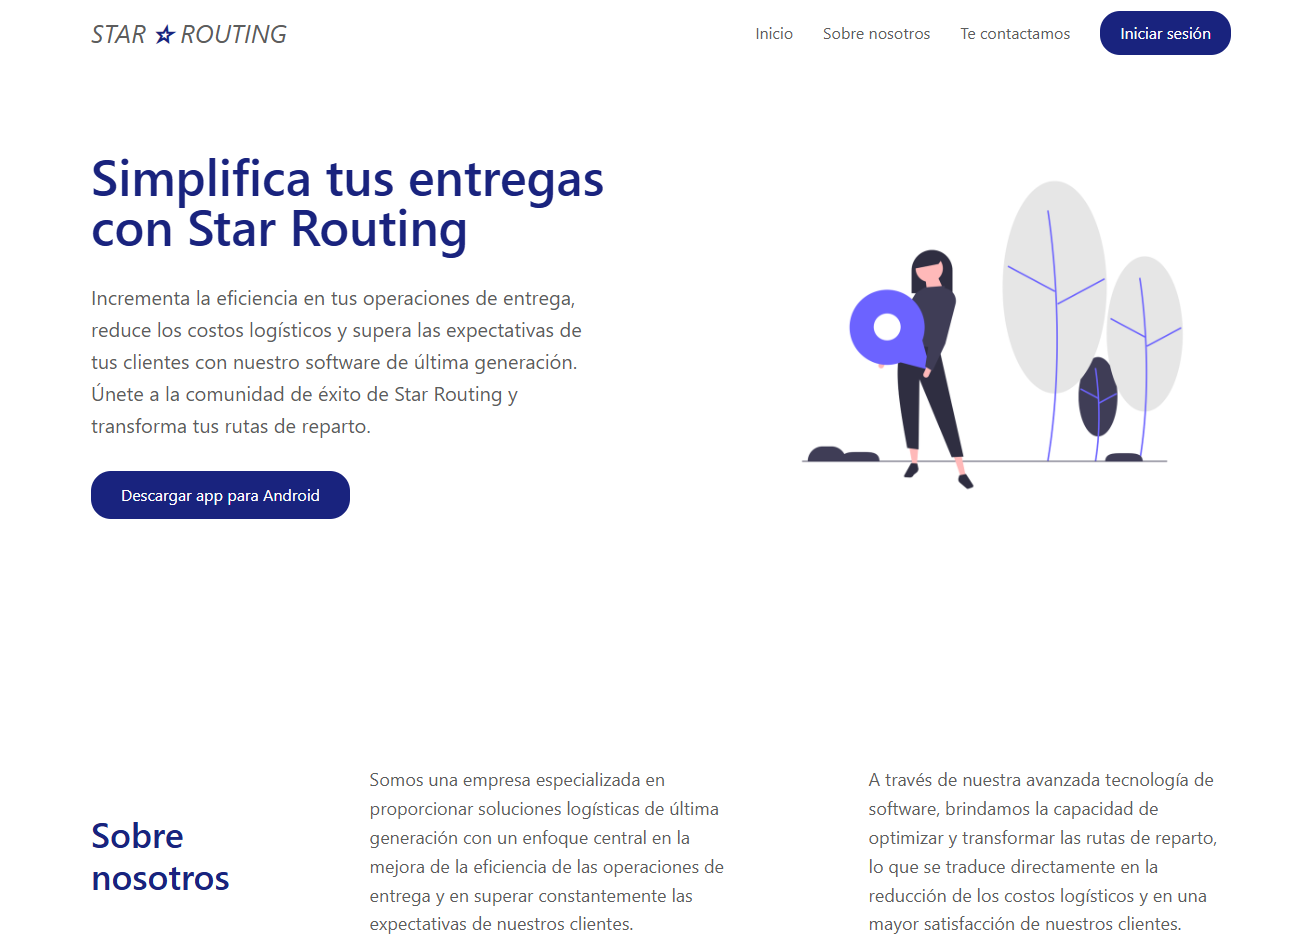 STAR ☆ ROUTING
Inicio
Sobre nosotros
Te contactamos
Iniciar sesión
Simplifica tus entregas
con Star Routing
Incrementa la eficiencia en tus operaciones de entrega,
reduce los costos logísticos y supera las expectativas de
tus clientes con nuestro software de última generación.
Únete a la comunidad de éxito de Star Routing y
transforma tus rutas de reparto.
Descargar app para Android
Sobre
nosotros
Somos una empresa especializada en
proporcionar soluciones logísticas de última
generación con un enfoque central en la
mejora de la eficiencia de las operaciones de
entrega y en superar constantemente las
expectativas de nuestros clientes.
A través de nuestra avanzada tecnología de
software, brindamos la capacidad de
optimizar y transformar las rutas de reparto,
lo que se traduce directamente en la
reducción de los costos logísticos y en una
mayor satisfacción de nuestros clientes.